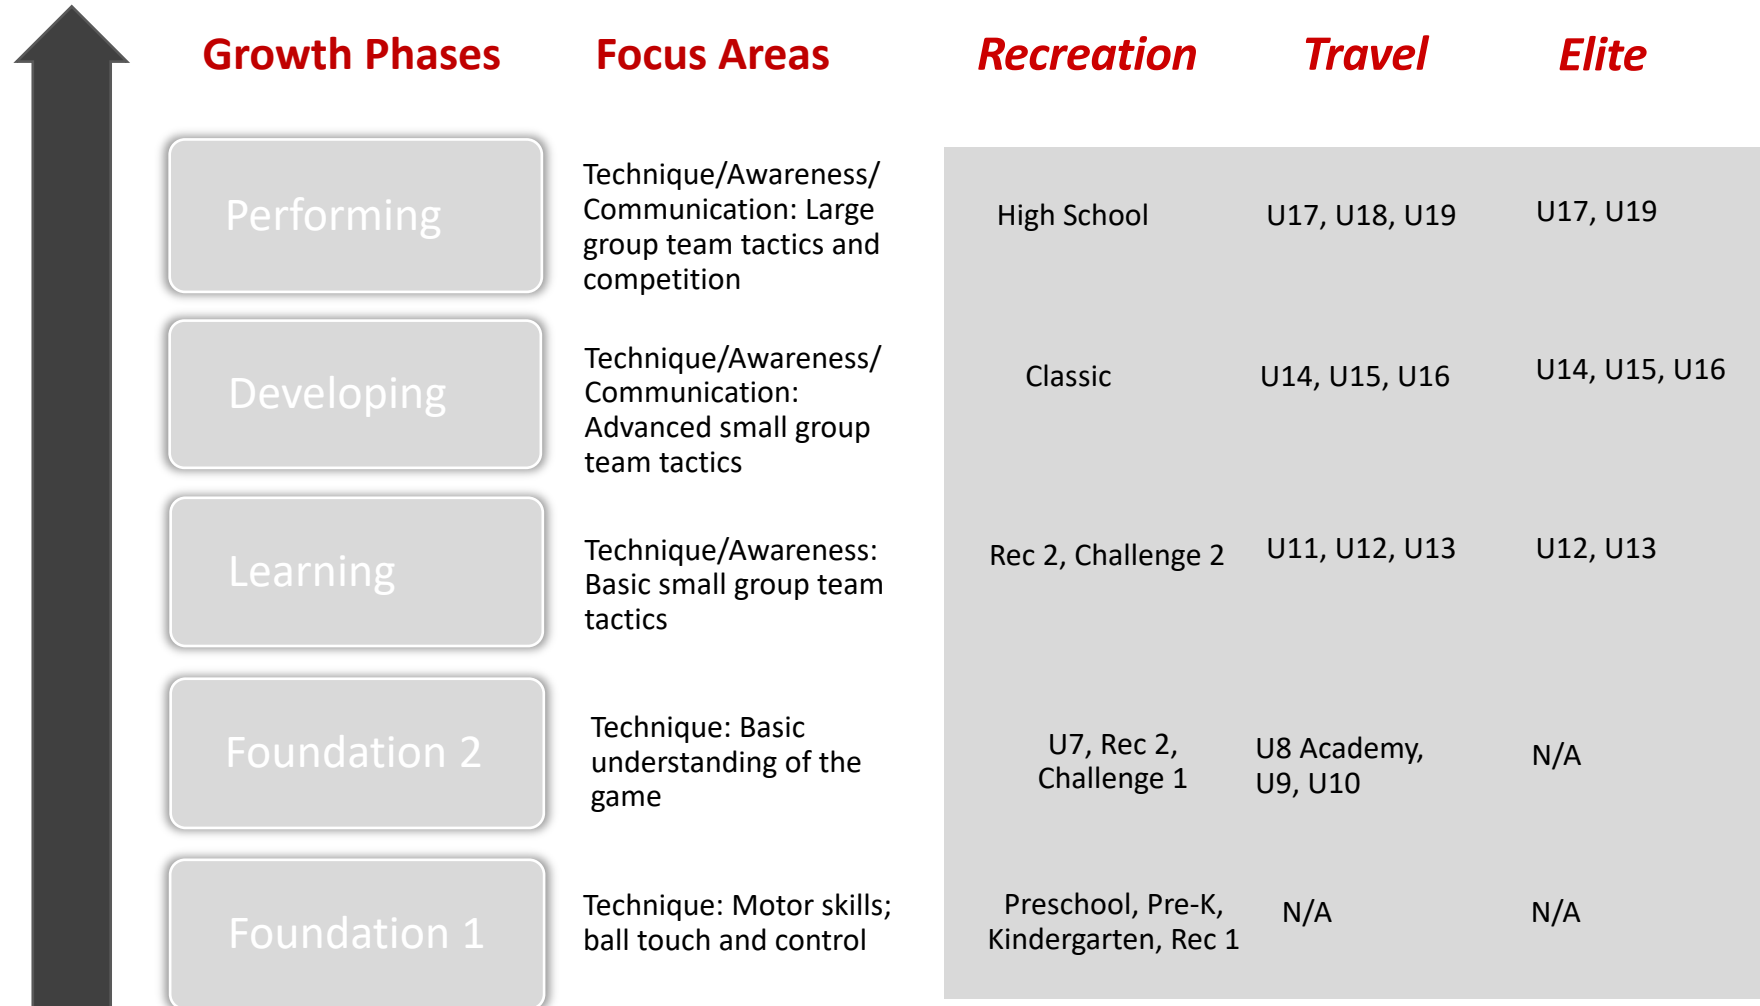 Growth Phases Focus Areas Recreation Travel Elite
Performing
Technique/Awareness/
Communication: Large
group team tactics and
competition
High School
U17, U18, U19
U17, U19
Developing
Technique/Awareness/
Communication:
Advanced small group
team tactics
Classic
U14, U15, U16
U14, U15, U16
Learning
Technique/Awareness:
Basic small group team
tactics
Rec 2, Challenge 2
U11, U12, U13
U12, U13
Foundation 2
Technique: Basic
understanding of the
game
U7, Rec 2,
Challenge 1
U8 Academy,
U9, U10
N/A
Foundation 1
Technique: Motor skills;
ball touch and control
Preschool, Pre-K,
Kindergarten, Rec 1
N/A
N/A